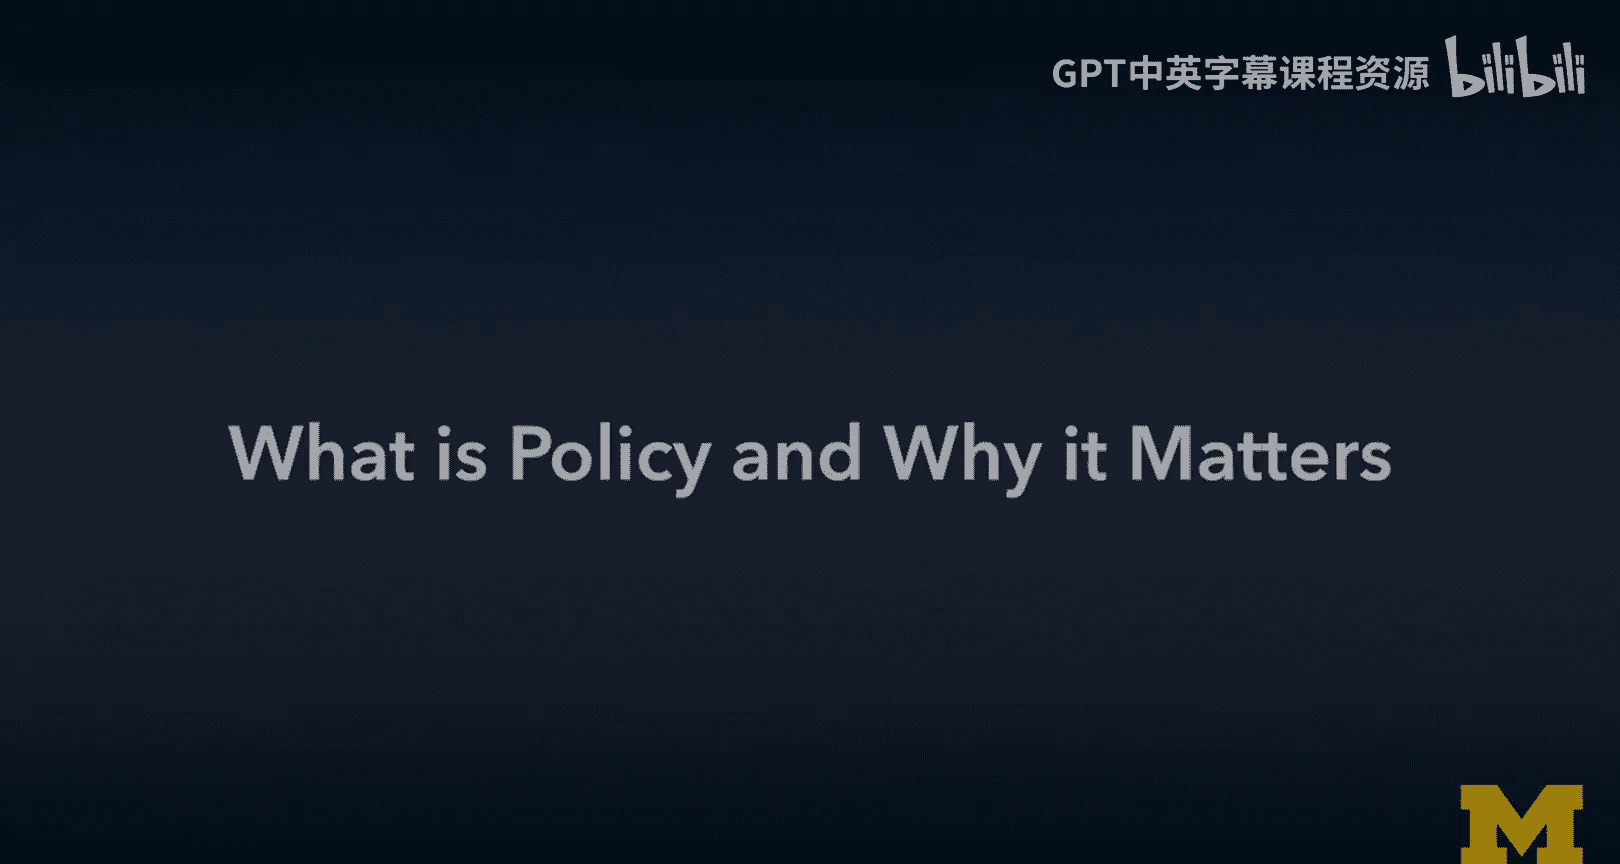 GPT中英字幕课程资源 bilibili
What is Policy and Why it Matters
M